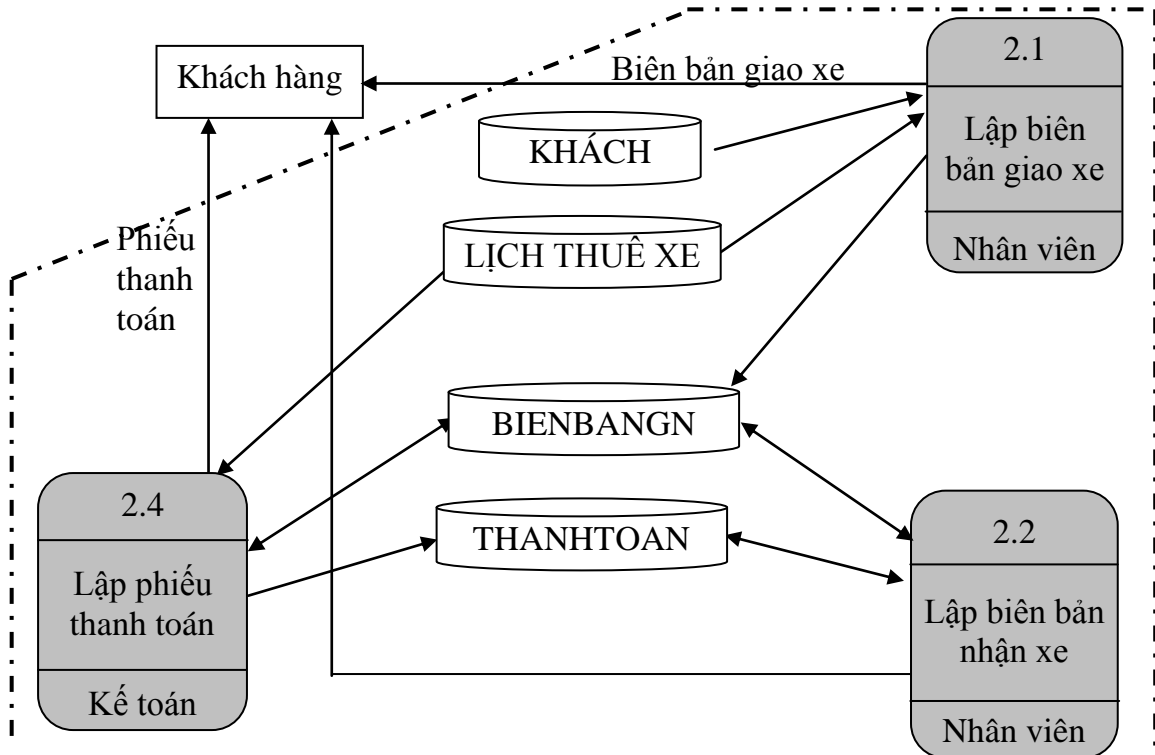 2.1
Khách hàng
Biên bản giao xe
KHÁCH
Lập biên
bản giao xe
Phiếu
thanh
toán
LỊCH THUÊ XE
Nhân viên
BIENBANGN
2.4
THANHTOAN
2.2
Lập phiếu
thanh toán
Lập biên bản
nhận xe
Kế toán
Nhân viên